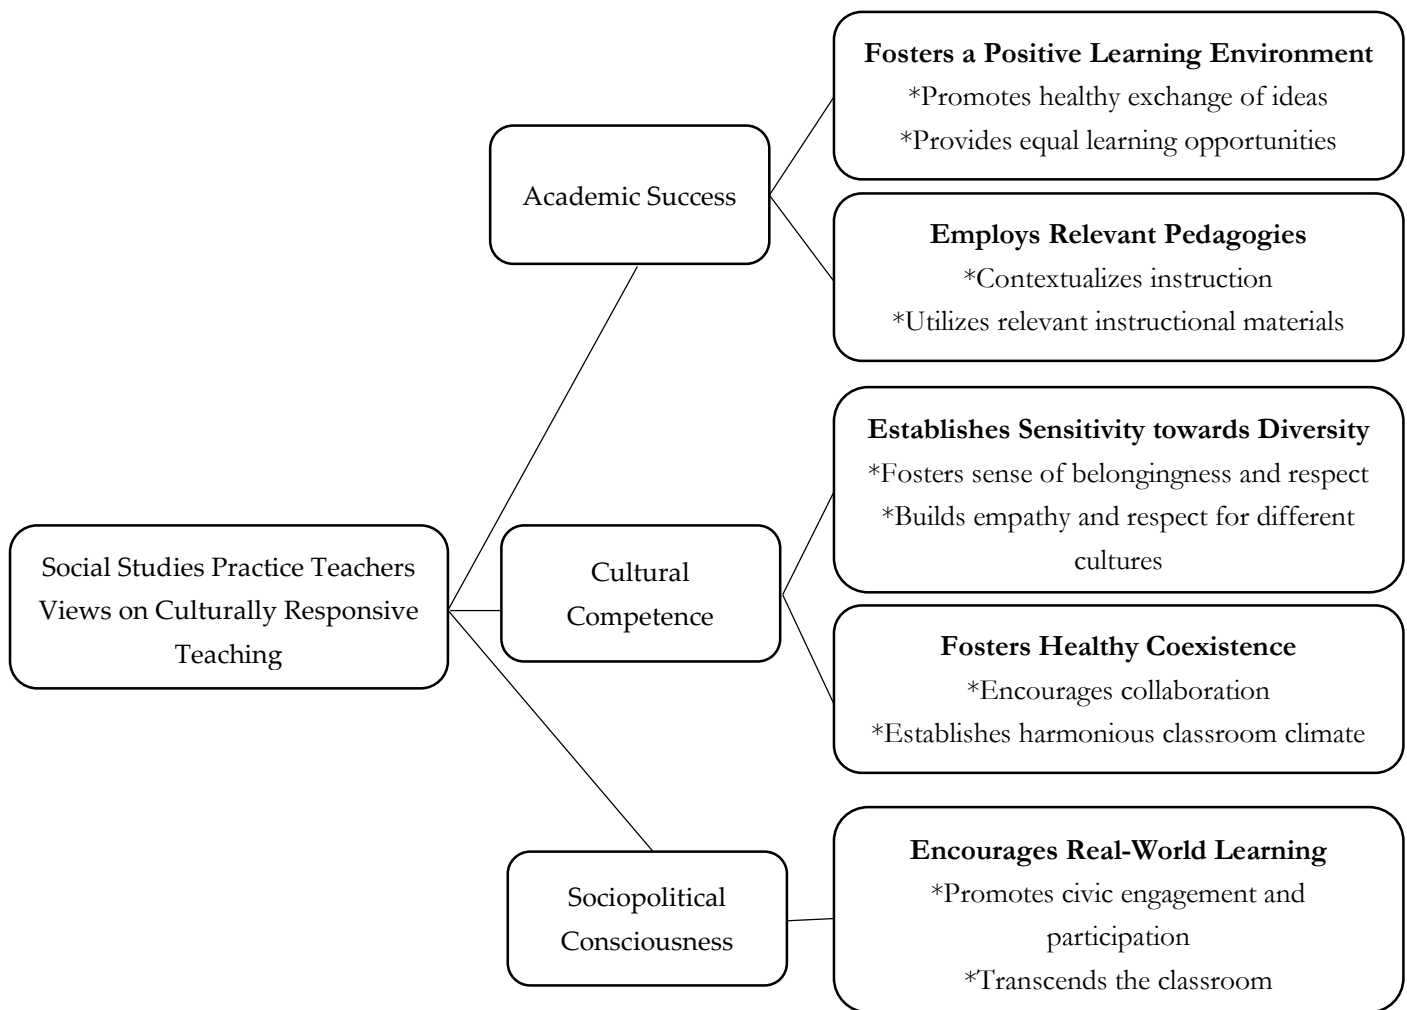 Social Studies Practice Teachers
Views on Culturally Responsive
Teaching
Academic Success
Fosters a Positive Learning Environment
*Promotes healthy exchange of ideas
*Provides equal learning opportunities
Employs Relevant Pedagogies
*Contextualizes instruction
*Utilizes relevant instructional materials
Cultural
Competence
Establishes Sensitivity towards Diversity
*Fosters sense of belongingness and respect
*Builds empathy and respect for different
cultures
Fosters Healthy Coexistence
*Encourages collaboration
*Establishes harmonious classroom climate
Sociopolitical
Consciousness
Encourages Real-World Learning
*Promotes civic engagement and
participation
*Transcends the classroom